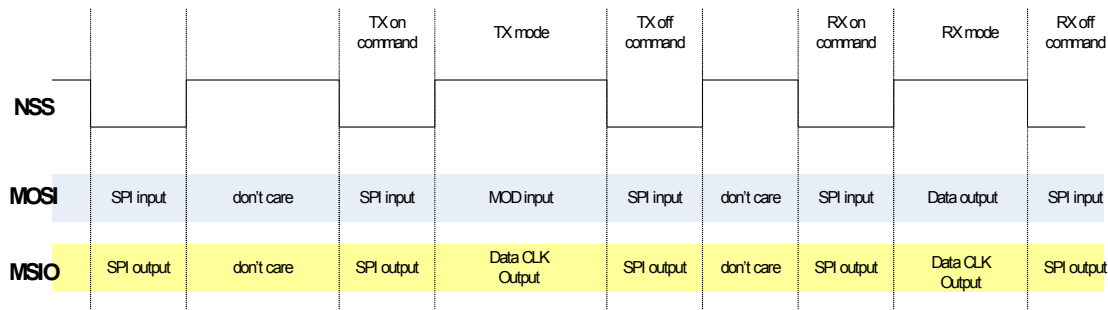 TX on command
TX mode
TX off command
RX on command
RX mode
RX off command
NSS
MOSI SPI input don't care SPI input MOD input SPI input don't care SPI input Data output SPI input
MSIO SPI output don't care SPI output Data CLK Output SPI output don't care SPI output Data CLK Output SPI output